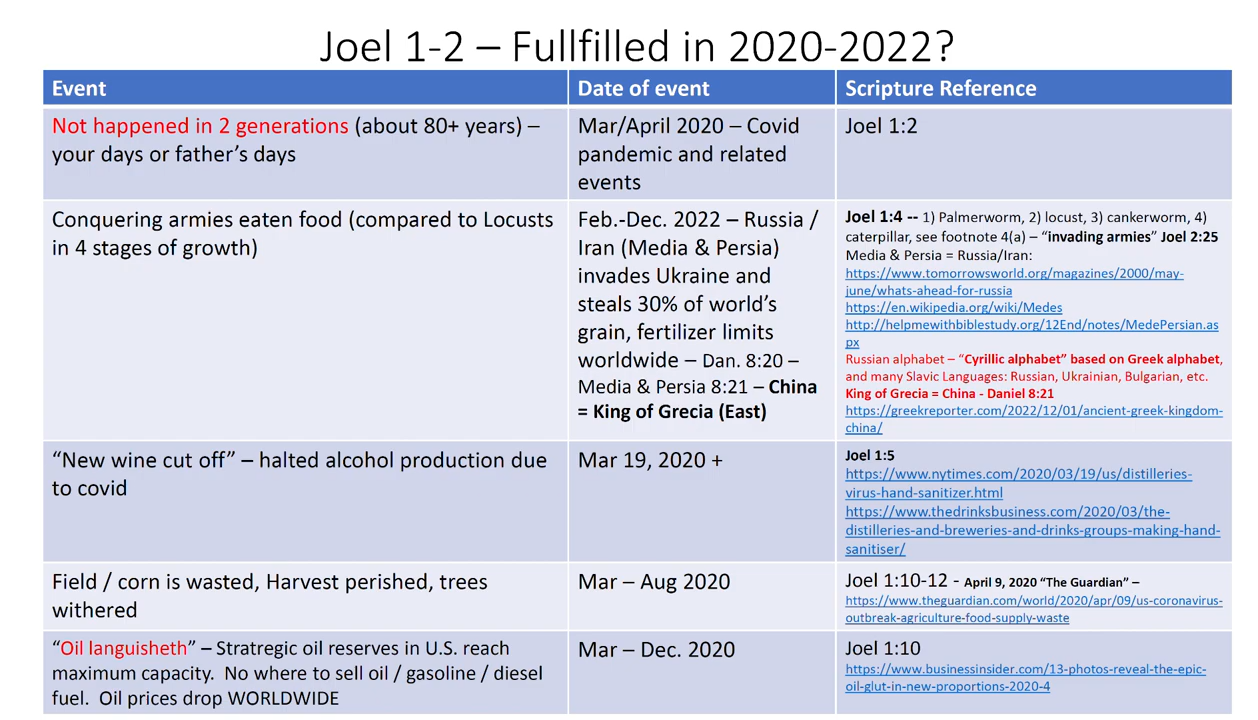 Joel 1-2 – Fullfilled in 2020-2022?
Event
Date of event
Scripture Reference
Not happened in 2 generations (about 80+ years) –
your days or father’s days
Mar/April 2020 – Covid
pandemic and related
events
Joel 1:2
Conquering armies eaten food (compared to Locusts
in 4 stages of growth)
Feb.-Dec. 2022 – Russia /
Iran (Media & Persia)
invades Ukraine and
steals 30% of world’s
grain, fertilizer limits
worldwide – Dan. 8:20 –
Media & Persia 8:21 – China
= King of Grecia (East)
Joel 1:4 -- 1) Palmerworm, 2) locust, 3) cankerworm, 4)
caterpillar, see footnote 4(a) – “invading armies” Joel 2:25
Media & Persia = Russia/Iran:
https://www.tomorrowsworld.org/magazines/2000/may-
june/whats-ahead-for-russia
https://en.wikipedia.org/wiki/Medes
http://helpmewithbiblestudy.org/12End/notes/MedePersian.as
px
Russian alphabet – “Cyrillic alphabet” based on Greek alphabet,
and many Slavic Languages: Russian, Ukrainian, Bulgarian, etc.
King of Grecia = China - Daniel 8:21
https://greekreporter.com/2022/12/01/ancient-greek-kingdom-
china/
“New wine cut off” – halted alcohol production due
to covid
Mar 19, 2020 +
Joel 1:5
https://www.nytimes.com/2020/03/19/us/distilleries-
virus-hand-sanitizer.html
https://www.thedrinksbusiness.com/2020/03/the-
distilleries-and-breweries-and-drinks-groups-making-hand-
sanitiser/
Field / corn is wasted, Harvest perished, trees
withered
Mar – Aug 2020
Joel 1:10-12 - April 9, 2020 “The Guardian” –
https://www.theguardian.com/world/2020/apr/09/us-coronavirus-
outbreak-agriculture-food-supply-waste
“Oil languisheth” – Stratregic oil reserves in U.S. reach
maximum capacity.  No where to sell oil / gasoline / diesel
fuel.  Oil prices drop WORLDWIDE
Mar – Dec. 2020
Joel 1:10
https://www.businessinsider.com/13-photos-reveal-the-epic-
oil-glut-in-new-proportions-2020-4